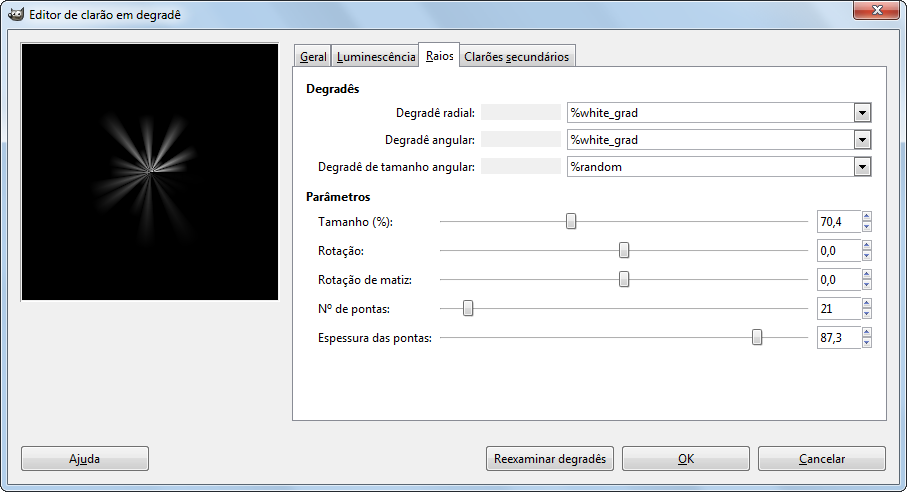 Editor de clarão em degradê
Geral Luminescência Raios Clarões secundários
Degradês
Degradê radial: %white_grad
Degradê angular: %white_grad
Degradê de tamanho angular: %random
Parâmetros
Tamanho (%): 70,4
Rotação: 0,0
Rotação de matiz: 0,0
Nº de pontas: 21
Espessura das pontas: 87,3
Ajuda Reexaminar degradês OK Cancelar